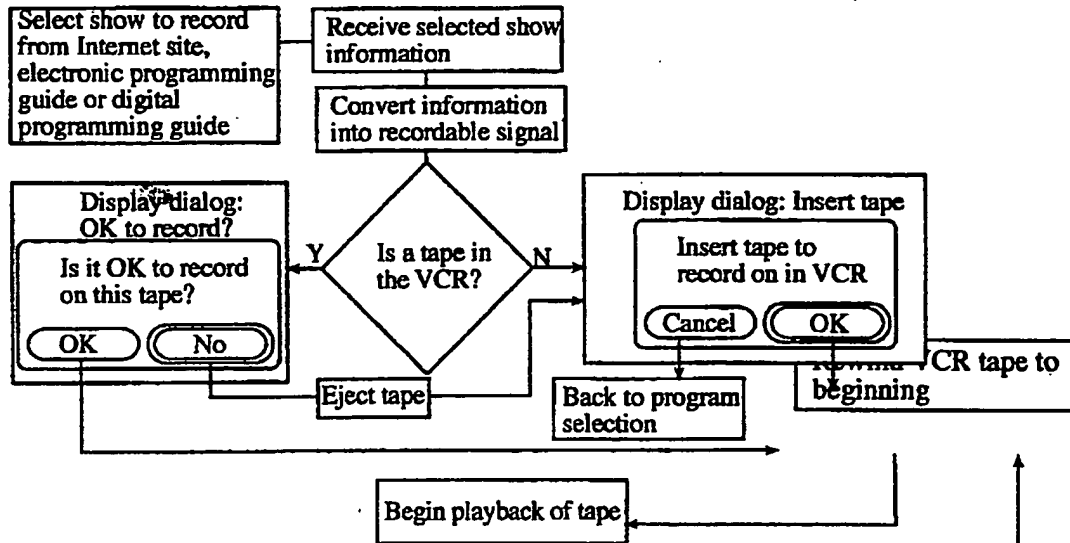 Select show to record
from Internet site,
electronic programming
guide or digital
programming guide
Receive selected show
information
Convert information
into recordable signal
Is a tape in
the VCR?
Y
N
Display dialog:
OK to record?
Is it OK to record
on this tape?
OK
No
Display dialog: Insert tape
Insert tape to
record on in VCR
Cancel
OK
Eject tape
Back to program
selection
VCR tape to
beginning
Begin playback of tape